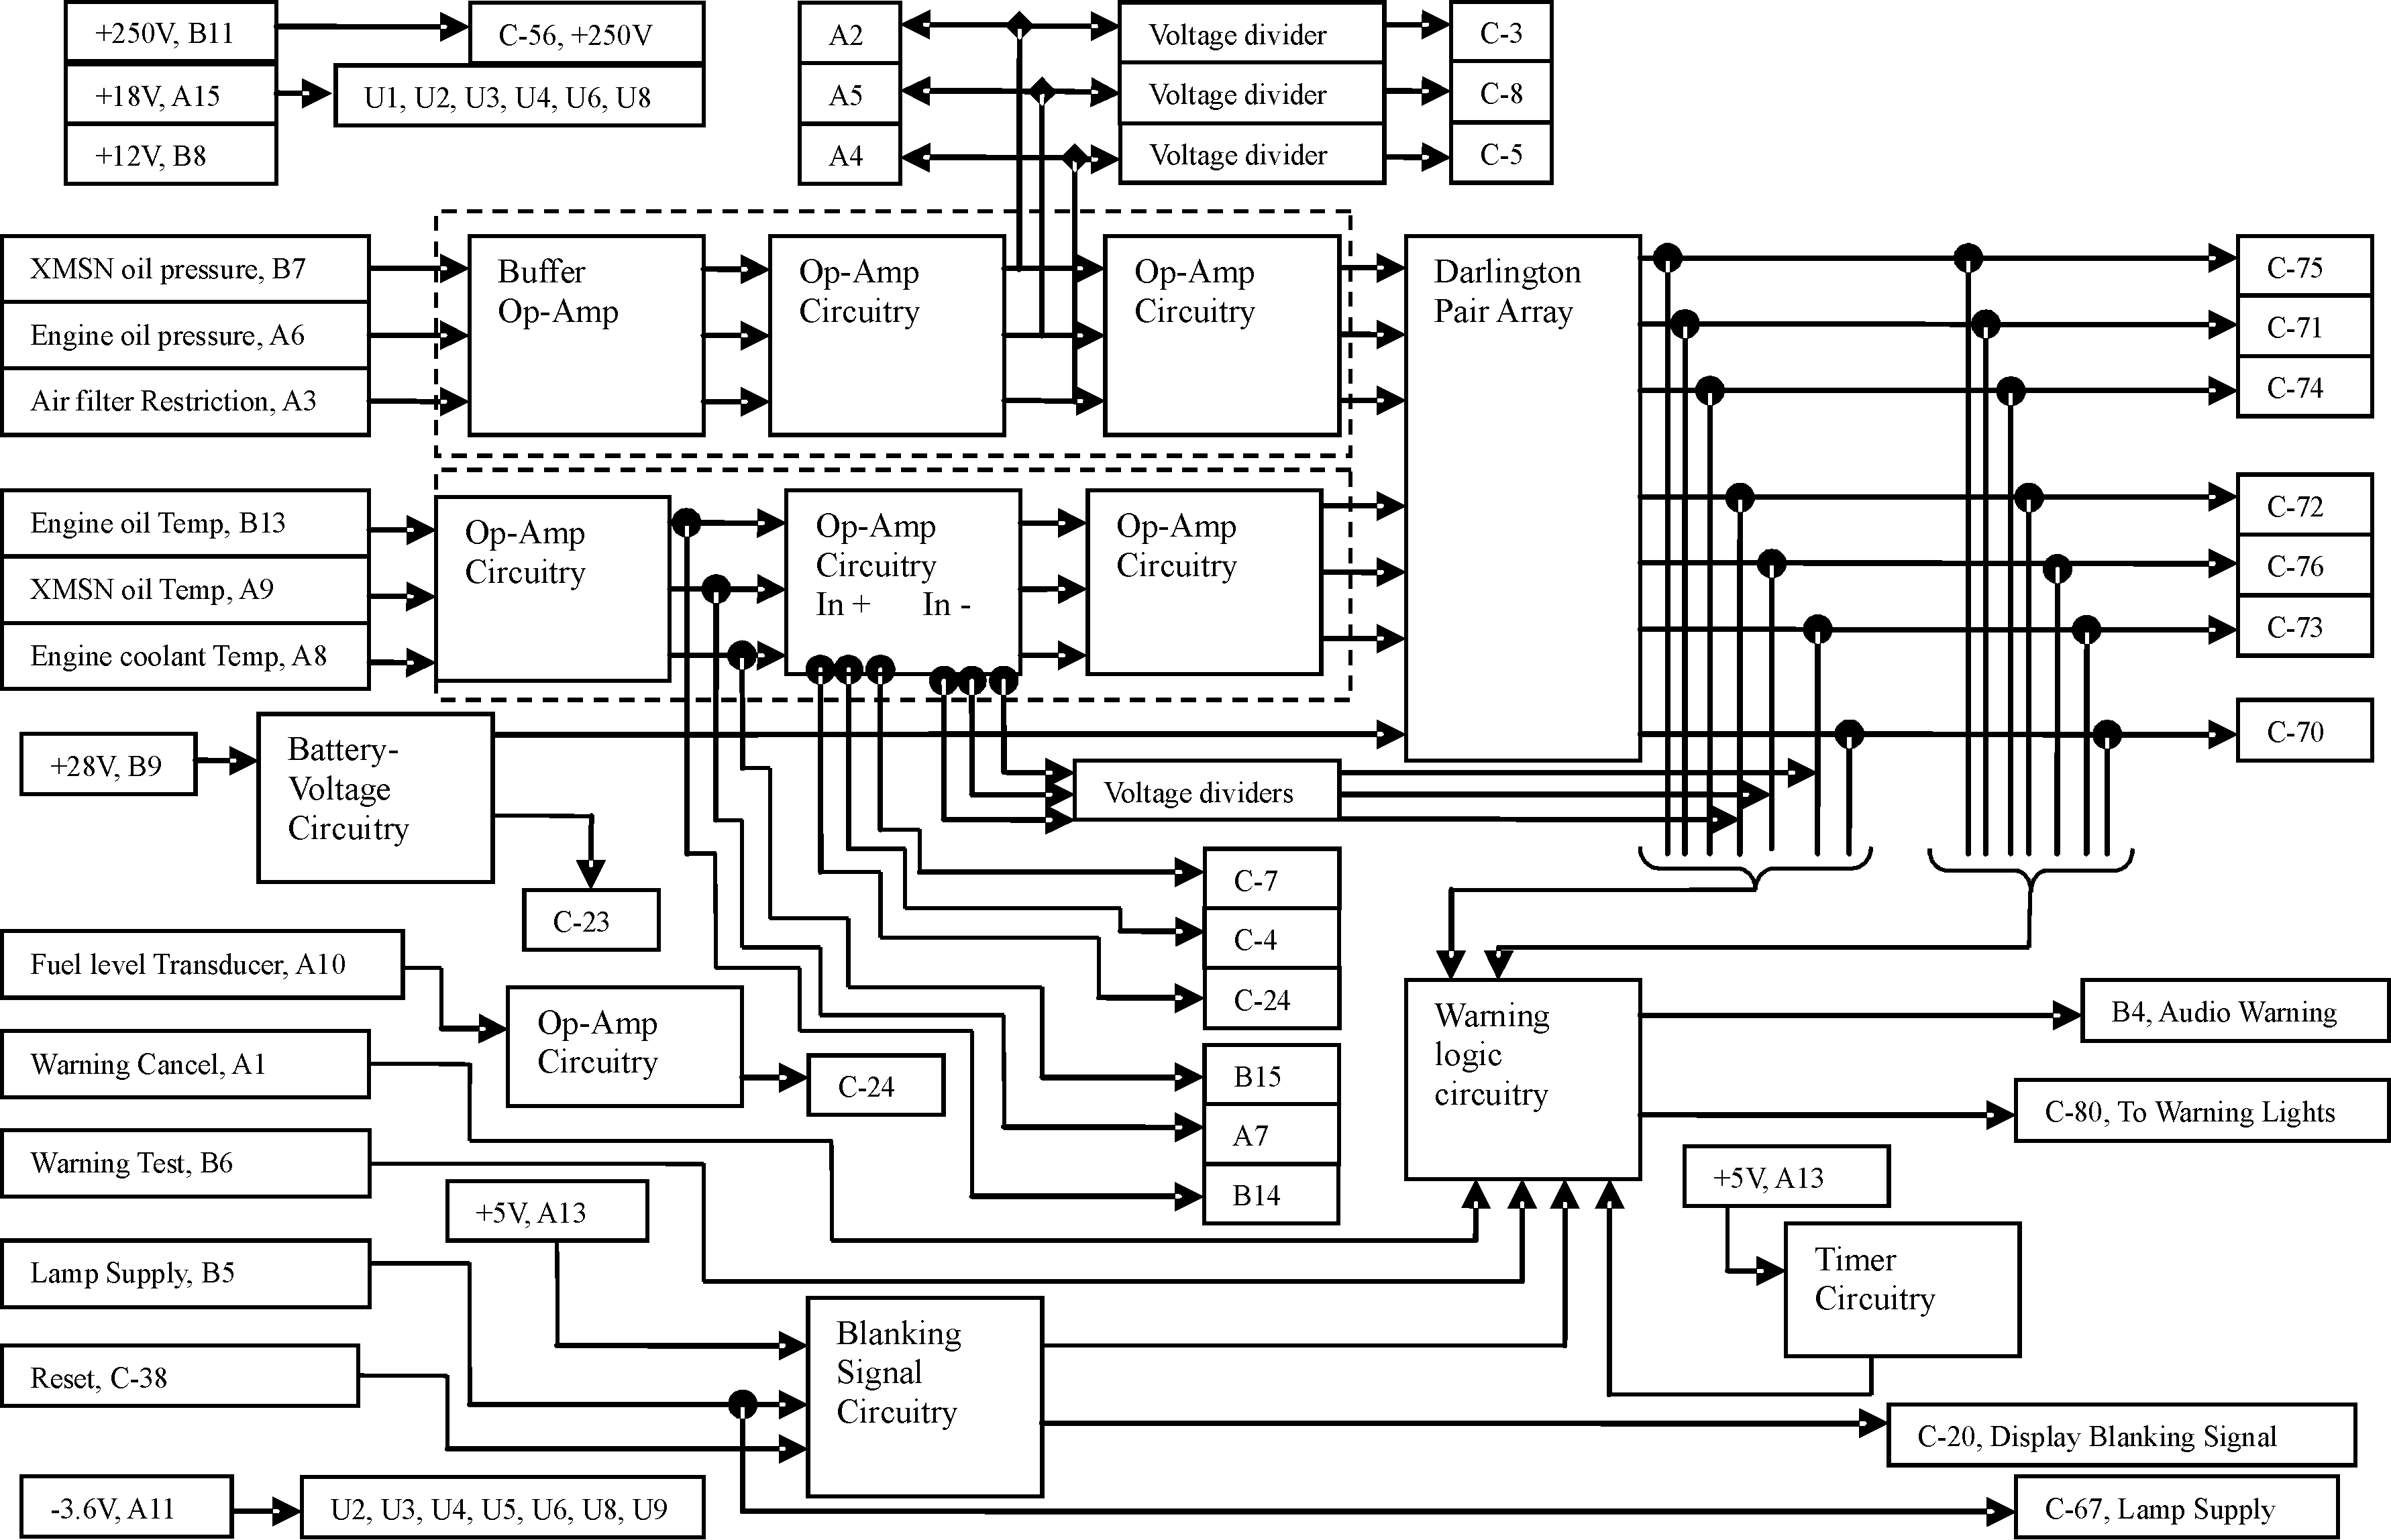 +250V, B11
C-56, +250V
+18V, A15
U1, U2, U3, U4, U6, U8
+12V, B8
A2
Voltage divider
C-3
A5
Voltage divider
C-8
A4
Voltage divider
C-5
XMSN oil pressure, B7
Engine oil pressure, A6
Air filter Restriction, A3
Buffer
Op-Amp
Op-Amp
Circuitry
Op-Amp
Circuitry
Darlington
Pair Array
C-75
C-71
C-74
Engine oil Temp, B13
XMSN oil Temp, A9
Engine coolant Temp, A8
Op-Amp
Circuitry
Op-Amp
Circuitry
In + In -
Op-Amp
Circuitry
C-72
C-76
C-73
+28V, B9
Battery-
Voltage
Circuitry
Voltage dividers
C-70
C-23
C-7
C-4
C-24
Fuel level Transducer, A10
Op-Amp
Circuitry
C-24
Warning Cancel, A1
Warning Test, B6
B15
A7
B14
Warning
logic
circuitry
B4, Audio Warning
C-80, To Warning Lights
+5V, A13
+5V, A13
Timer
Circuitry
Lamp Supply, B5
Reset, C-38
Blanking
Signal
Circuitry
C-20, Display Blanking Signal
-3.6V, A11
U2, U3, U4, U5, U6, U8, U9
C-67, Lamp Supply